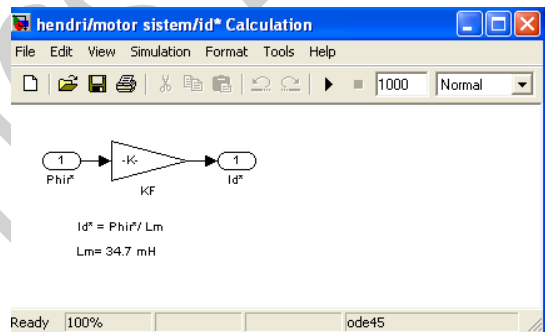 hendri/motor sistem/id* Calculation
File Edit View Simulation Format Tools Help
1000 Normal
1 -K- 1
Phir* KF Id*
Id* = Phir*/ Lm
Lm= 34.7 mH
Ready 100% ode45